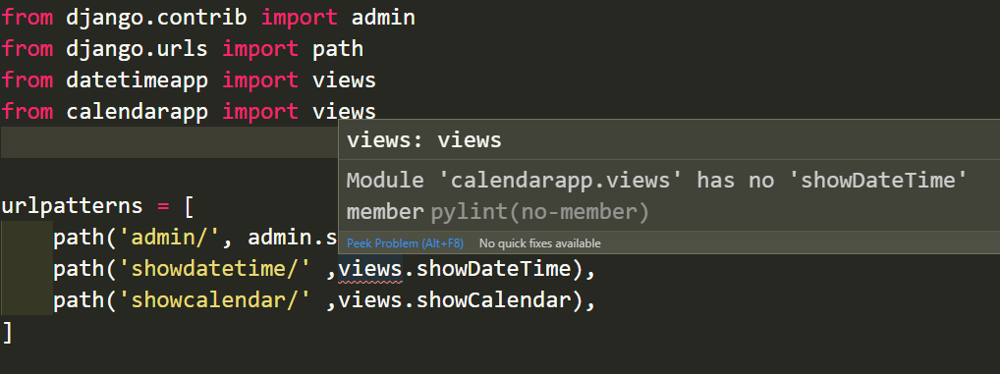 from django.contrib import admin
from django.urls import path
from datetimeapp import views
from calendarapp import views
views: views
Module 'calendarapp.views' has no 'showDateTime'
member pylint(no-member)
Peek Problem (Alt+F8) No quick fixes available
urlpatterns = [
path('admin/', admin.s
path('showdatetime/' ,views.showDateTime),
path('showcalendar/' ,views.showCalendar),
]